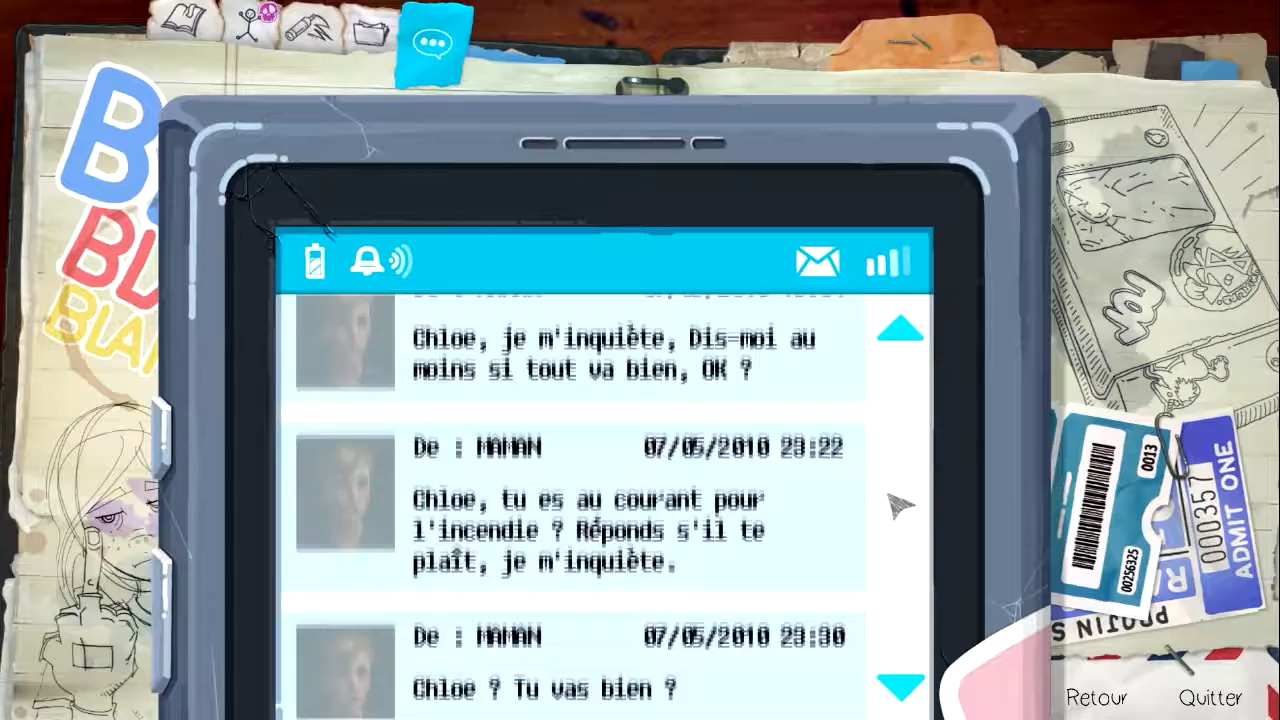 Chloe, je m'inquiète, Dis-moi au
moins si tout va bien, OK ?
De : MAMAN 07/05/2010 23:22
Chloe, tu es au courant pour
l'incendie ? Réponds s'il te
plaît, je m'inquiète.
De : MAMAN 07/05/2010 23:30
Chloe ? Tu vas bien ?
0013
00256325
000357
ADMIT ONE
Retour Quitter